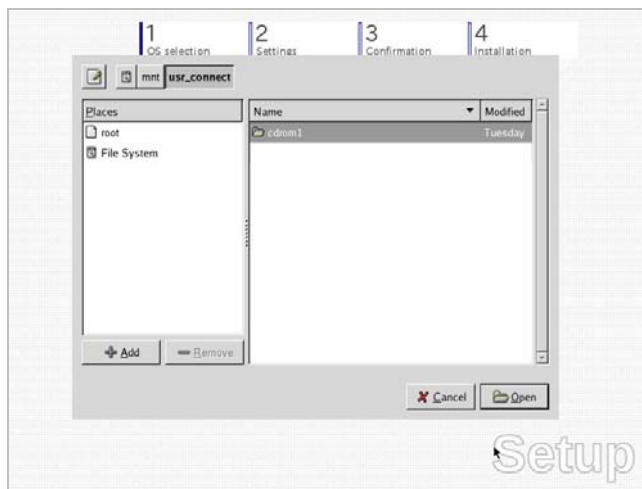 1 OS selection
2 Settings
3 Confirmation
4 Installation
mnt usr_connect
Places
root
File System
Name Modified
cdrom1 Tuesday
Add Remove
Cancel Open
Setup